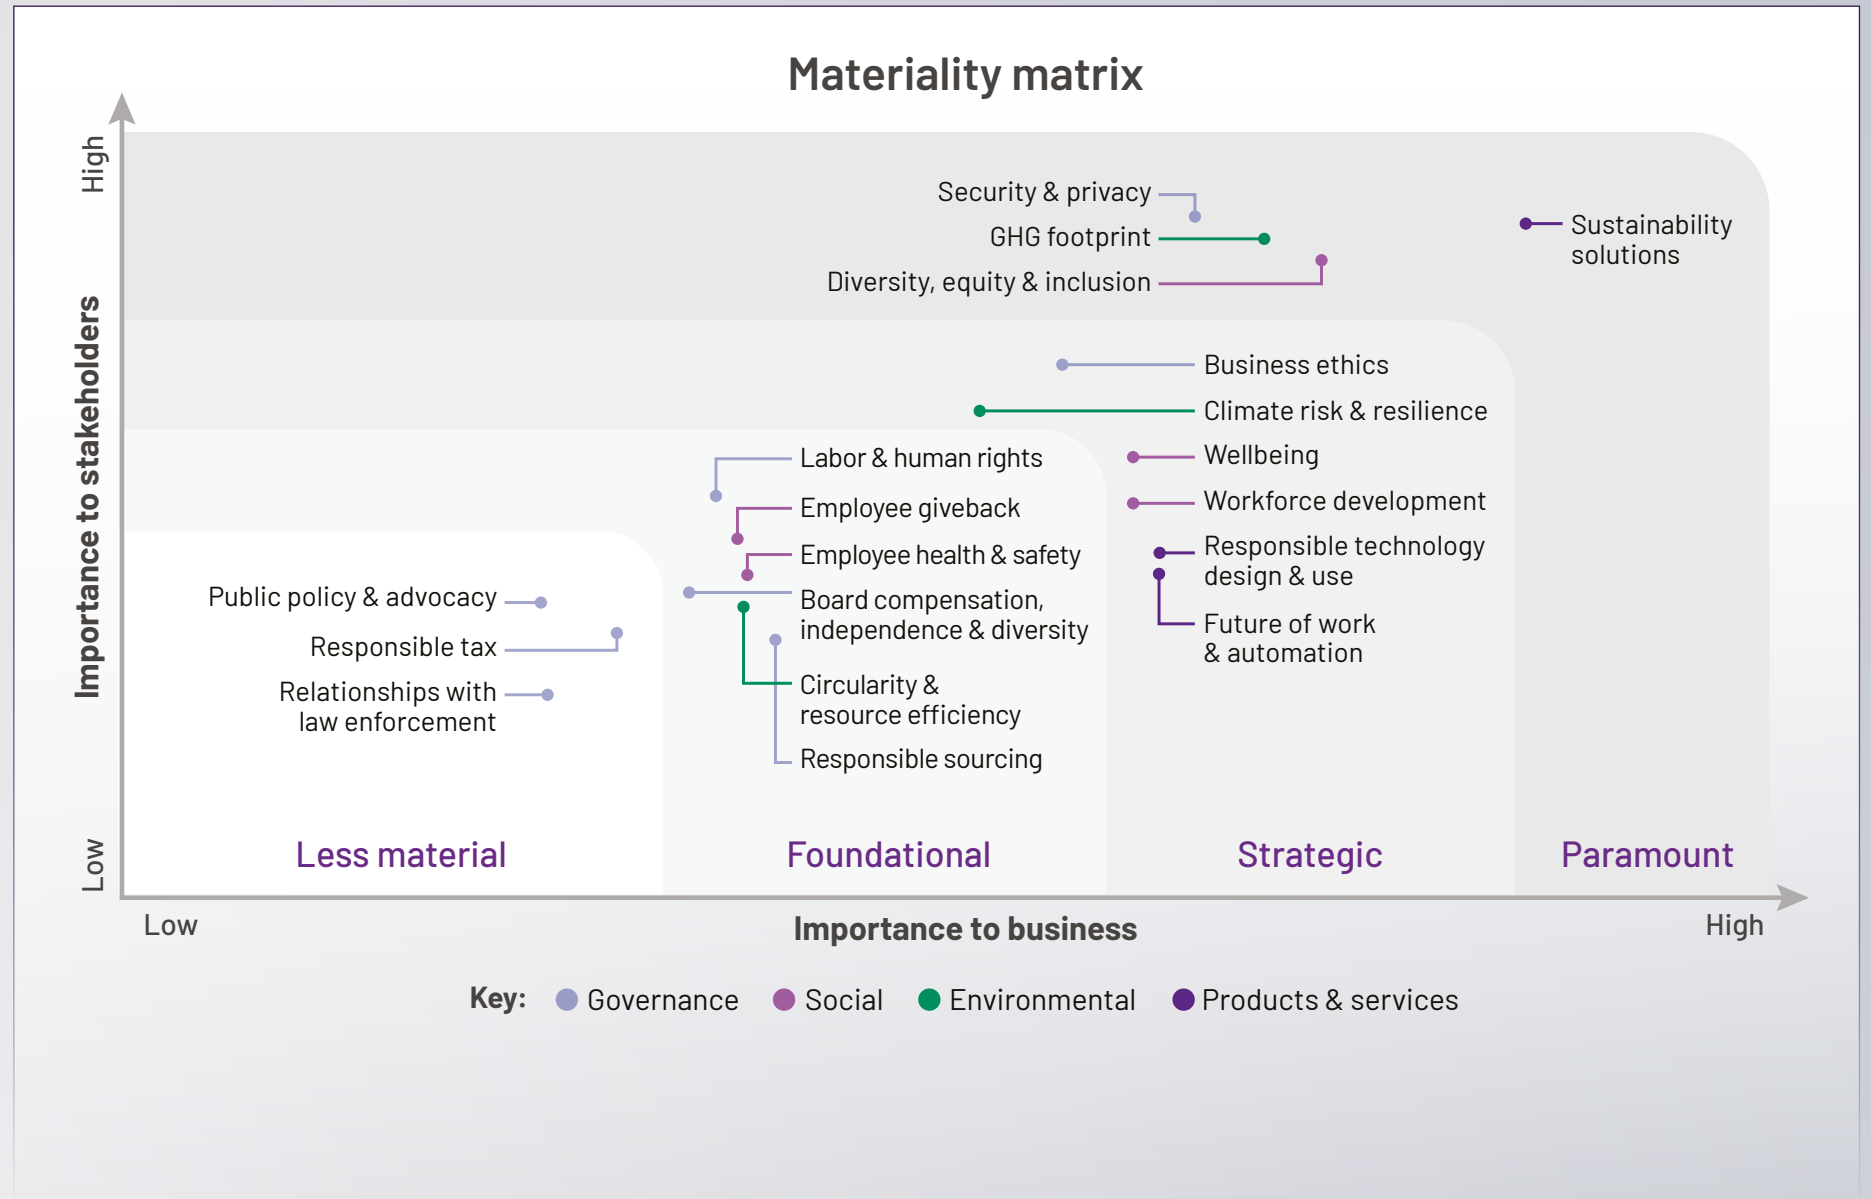 Materiality matrix
High
Importance to stakeholders
Low
Security & privacy
GHG footprint
Diversity, equity & inclusion
Sustainability
solutions
Business ethics
Climate risk & resilience
Wellbeing
Workforce development
Responsible technology
design & use
Future of work
& automation
Labor & human rights
Employee giveback
Employee health & safety
Board compensation,
independence & diversity
Circularity &
resource efficiency
Responsible sourcing
Public policy & advocacy
Responsible tax
Relationships with
law enforcement
Less material
Foundational
Strategic
Paramount
Low
Importance to business
High
Key:
Governance
Social
Environmental
Products & services